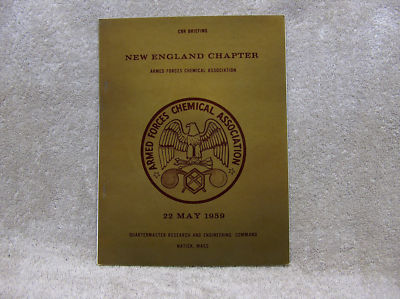 CBR BRIEFING
NEW ENGLAND CHAPTER
ARMED FORCES CHEMICAL ASSOCIATION
ARMED FORCES CHEMICAL ASSOCIATION
22 MAY 1959
QUARTERMASTER RESEARCH AND ENGINEERING COMMAND
NATICK, MASS.